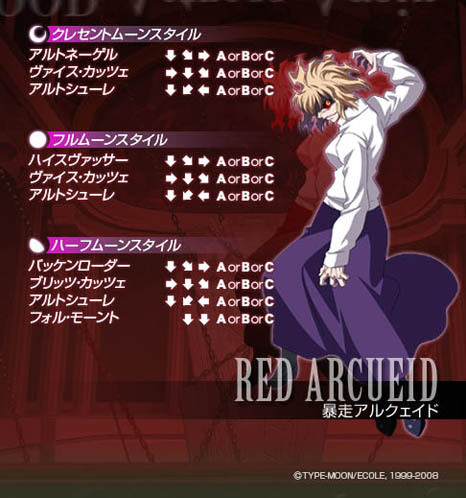 クレセントムーンスタイル
アルトネーゲル ⬇⬊➡ A or B or C
ヴァイス・カッツェ ➡⬇⬊ A or B or C
アルトシューレ ⬇⬋⬅ A or B or C
フルムーンスタイル
ハイスヴァッサー ⬇⬊➡ A or B or C
ヴァイス・カッツェ ➡⬇⬊ A or B or C
アルトシューレ ⬇⬋⬅ A or B or C
ハーフムーンスタイル
バッケンローダー ⬇⬊➡ A or B or C
ブリッツ・カッツェ ➡⬇⬊ A or B or C
アルトシューレ ⬇⬋⬅ A or B or C
フォル・モーント ⬇⬇ A or B or C
RED ARCUEID
暴走アルクェイド
©TYPE-MOON/ECOLE, 1999-2008